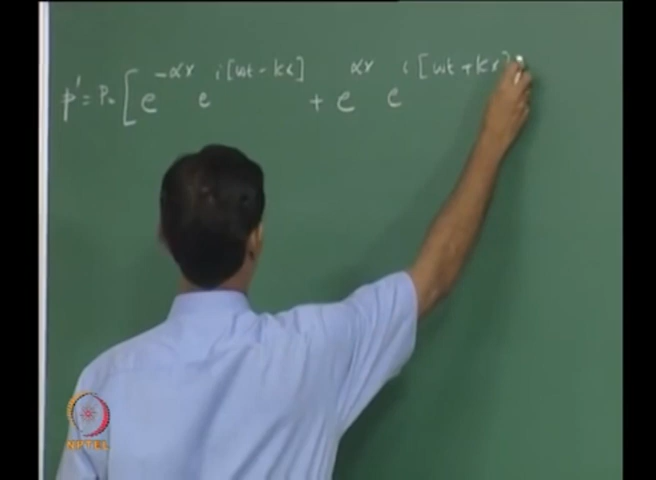 p' = P₀ [ e^{-αx} e^{i[ωt - kx]} + e^{αx} e^{i[ωt + kx]}
NPTEL